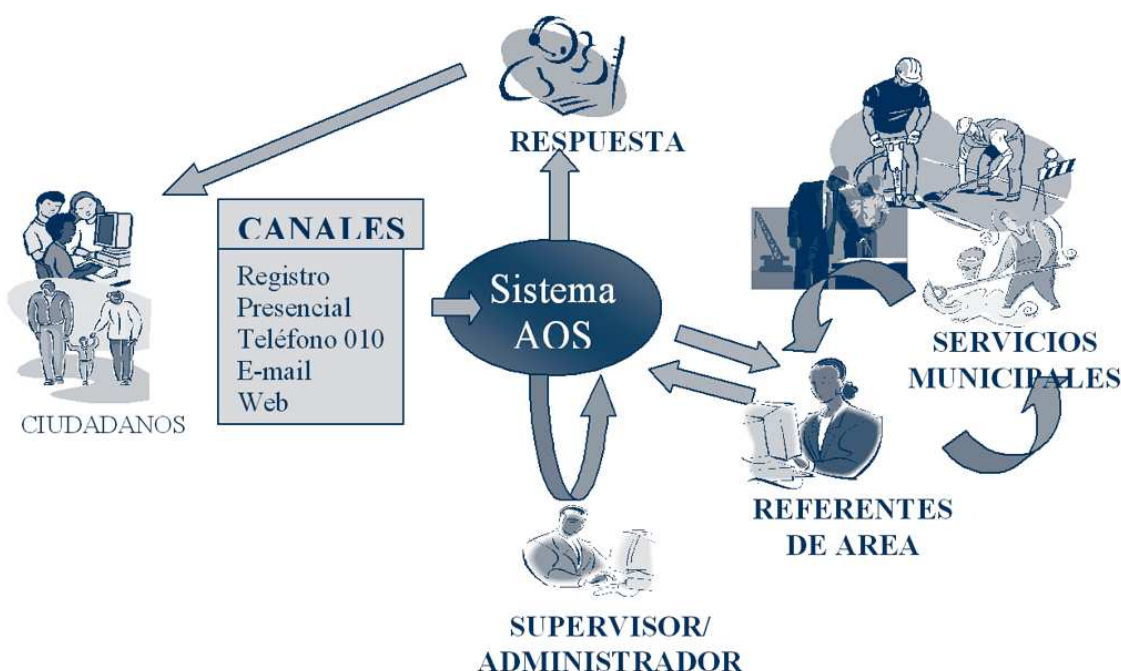 RESPUESTA
CANALES
Registro
Presencial
Teléfono 010
E-mail
Web
CIUDADANOS
Sistema
AOS
SERVICIOS
MUNICIPALES
REFERENTES
DE AREA
SUPERVISOR/
ADMINISTRADOR